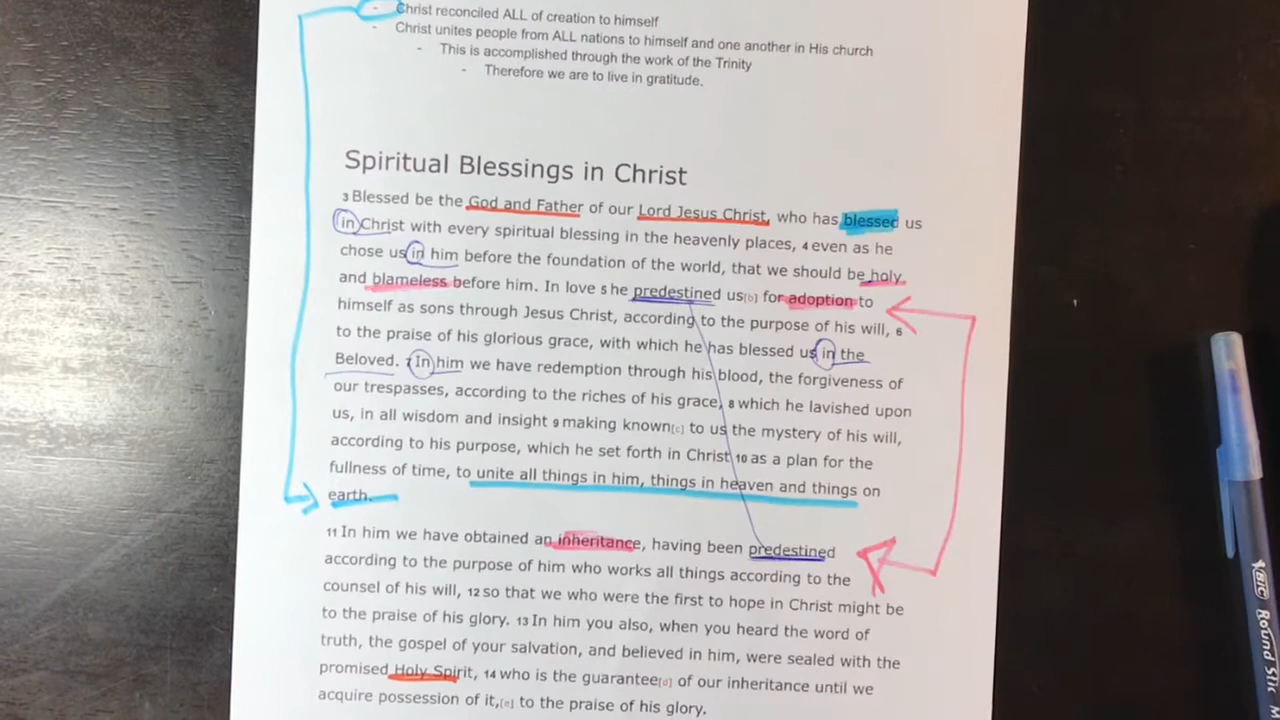 - Christ reconciled ALL of creation to himself
- Christ unites people from ALL nations to himself and one another in His church
- This is accomplished through the work of the Trinity
- Therefore we are to live in gratitude.
Spiritual Blessings in Christ
3 Blessed be the God and Father of our Lord Jesus Christ, who has blessed us
in Christ with every spiritual blessing in the heavenly places, 4 even as he
chose us in him before the foundation of the world, that we should be holy
and blameless before him. In love 5 he predestined us[b] for adoption to
himself as sons through Jesus Christ, according to the purpose of his will, 6
to the praise of his glorious grace, with which he has blessed us in the
Beloved. 7 In him we have redemption through his blood, the forgiveness of
our trespasses, according to the riches of his grace, 8 which he lavished upon
us, in all wisdom and insight 9 making known[c] to us the mystery of his will,
according to his purpose, which he set forth in Christ 10 as a plan for the
fullness of time, to unite all things in him, things in heaven and things on
earth.
11 In him we have obtained an inheritance, having been predestined
according to the purpose of him who works all things according to the
counsel of his will, 12 so that we who were the first to hope in Christ might be
to the praise of his glory. 13 In him you also, when you heard the word of
truth, the gospel of your salvation, and believed in him, were sealed with the
promised Holy Spirit, 14 who is the guarantee[d] of our inheritance until we
acquire possession of it,[e] to the praise of his glory.
BIC Round Stic M